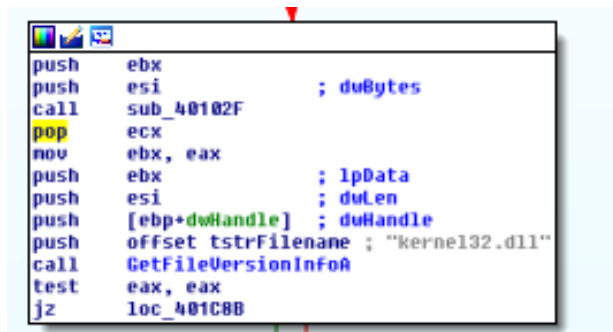 push ebx
push esi ; dwBytes
call sub_40102F
pop ecx
mov ebx, eax
push ebx ; lpData
push esi ; dwLen
push [ebp+dwHandle] ; dwHandle
push offset tstrFilename ; "kernel32.dll"
call GetFileVersionInfoA
test eax, eax
jz loc_401C8B